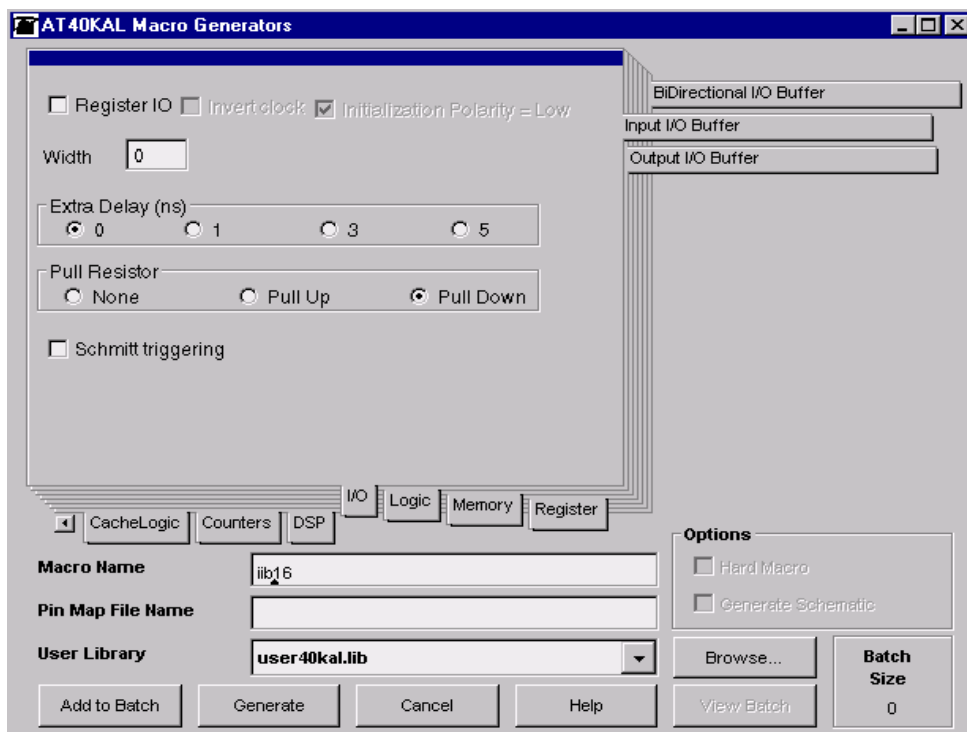 AT40KAL Macro Generators
Register IO Invert clock Initialization Polarity = Low
BiDirectional I/O Buffer
Input I/O Buffer
Output I/O Buffer
Width 0
Extra Delay (ns)
0 1 3 5
Pull Resistor
None Pull Up Pull Down
Schmitt triggering
CacheLogic Counters DSP I/O Logic Memory Register
Macro Name iib16
Pin Map File Name
User Library user40kal.lib
Options
Hard Macro
Generate Schematic
Browse...
Batch
Size
0
Add to Batch Generate Cancel Help View Batch